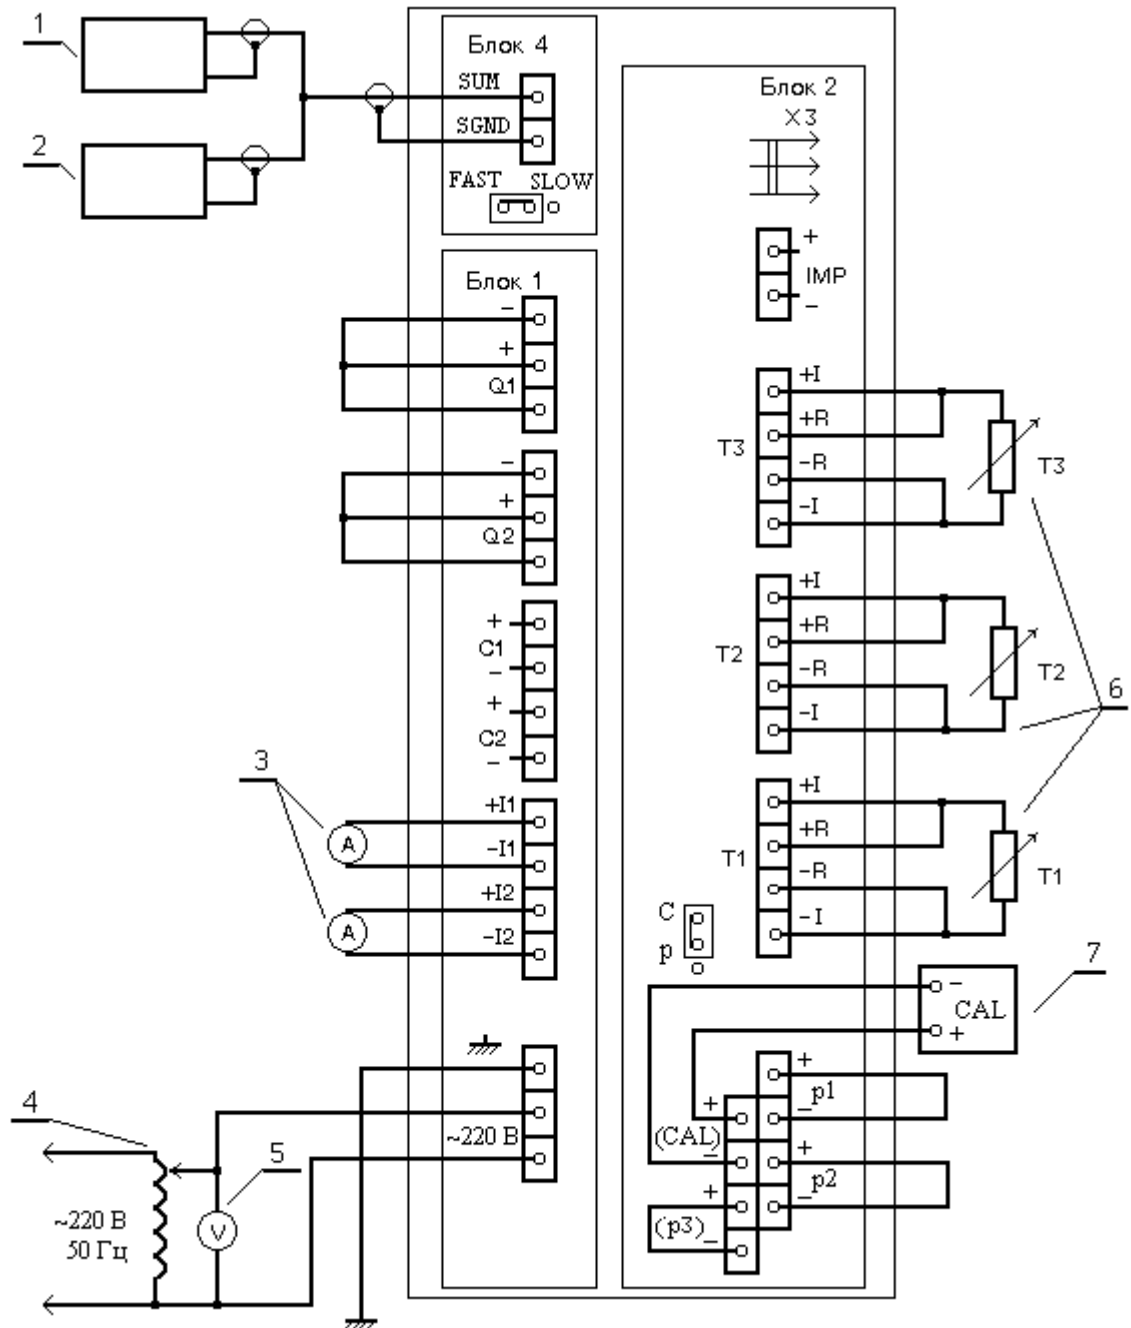 1
Блок 4
SUM
SGND
FAST SLOW
2
Блок 2
X3
+
IMP
–
Блок 1
–
+
Q1
–
+
Q2
+
C1
–
+
C2
–
3
A
A
+I1
–I1
+I2
–I2
T3
+I
+R
–R
–I
T3
T2
+I
+R
–R
–I
T2
6
T1
+I
+R
–R
–I
T1
C
p
7
–
CAL
+
+
p1
–
+
(CAL)
–
+
p2
–
+
(p3)
–
~220 В
4
5
V
~220 В
50 Гц